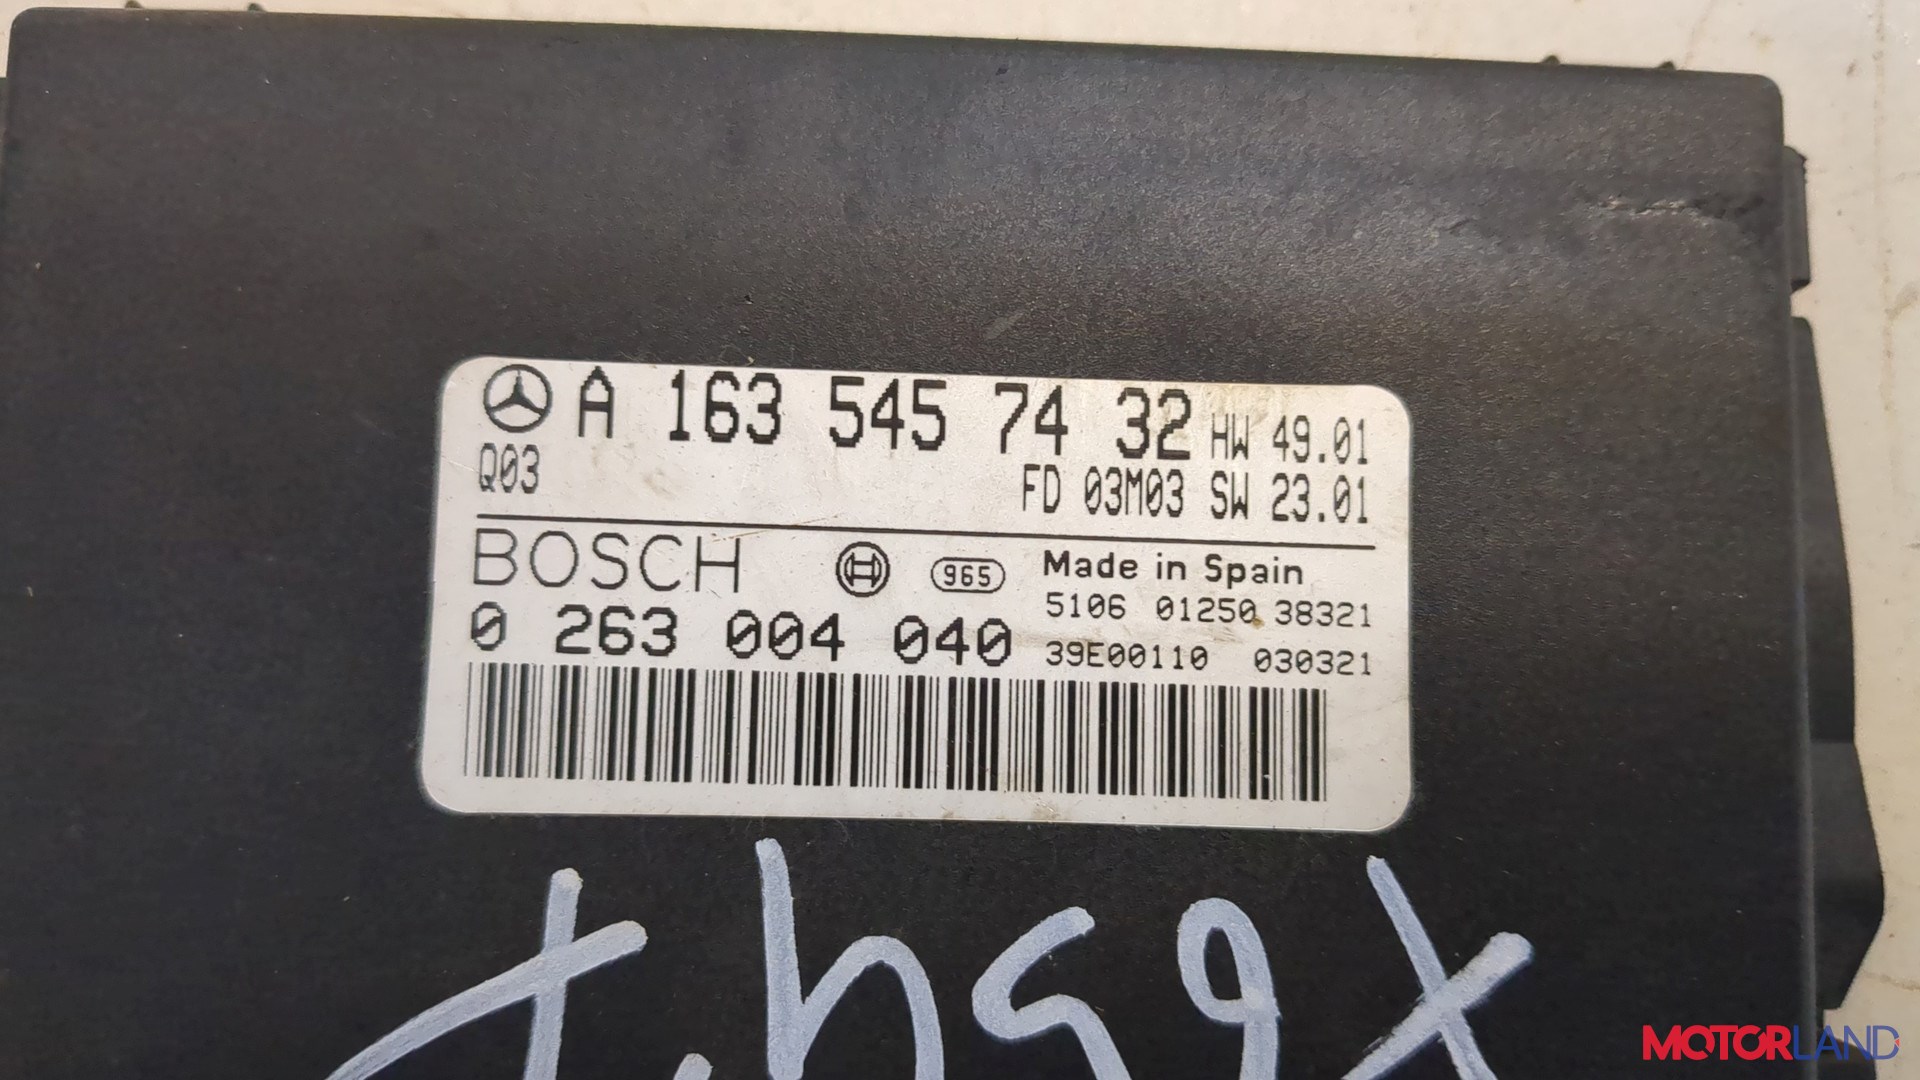 A 163 545 74 32 HW 49.01
Q03 FD 03M03 SW 23.01
BOSCH 965 Made in Spain
5106 01250 38321
0 263 004 040 39E00110 030321
MOTORLAND